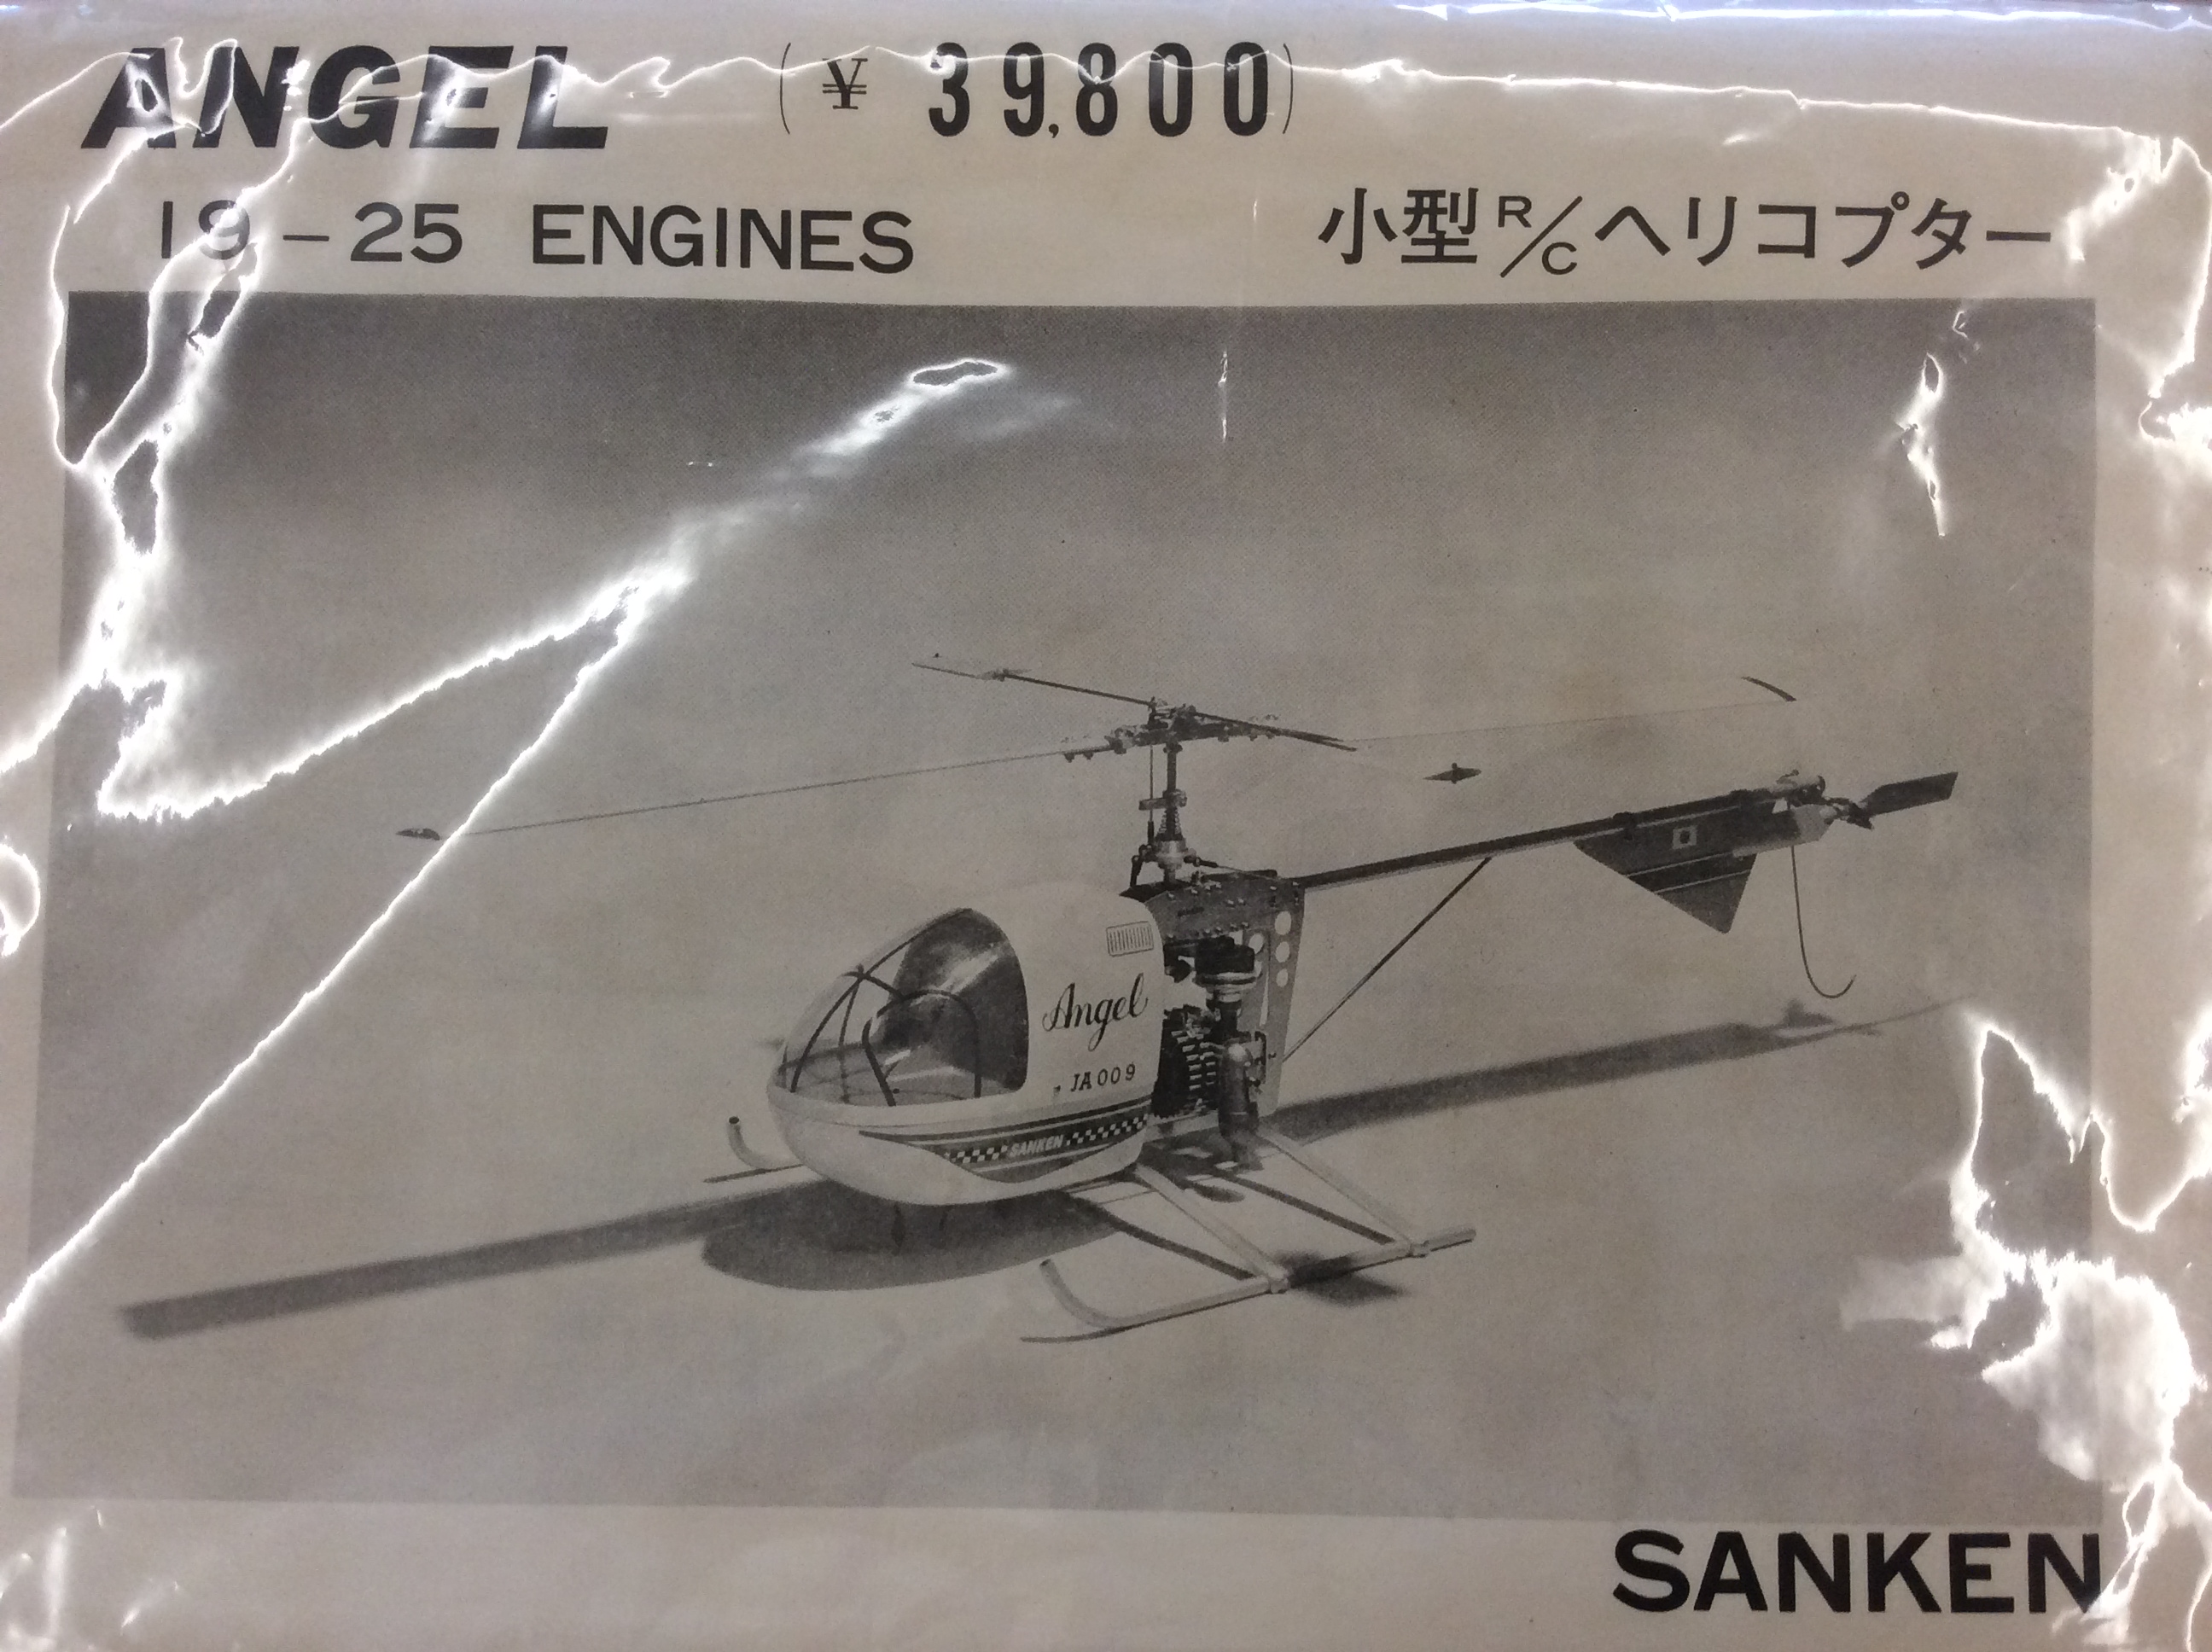 ANGEL (¥ 39,800)
19-25 ENGINES
小型R/Cヘリコプター
Angel
JA009
SANKEN
SANKEN